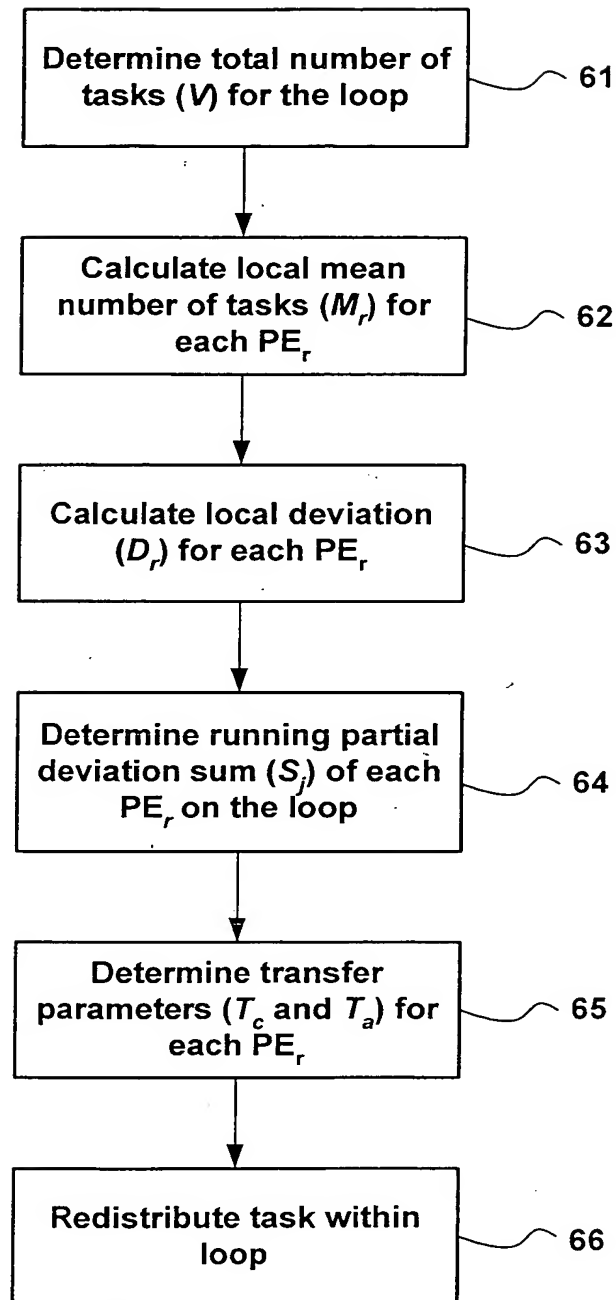 Determine total number of
tasks (V) for the loop
61
Calculate local mean
number of tasks (Mr) for
each PEr
62
Calculate local deviation
(Dr) for each PEr
63
Determine running partial
deviation sum (Sj) of each
PEr on the loop
64
Determine transfer
parameters (Tc and Ta) for
each PEr
65
Redistribute task within
loop
66